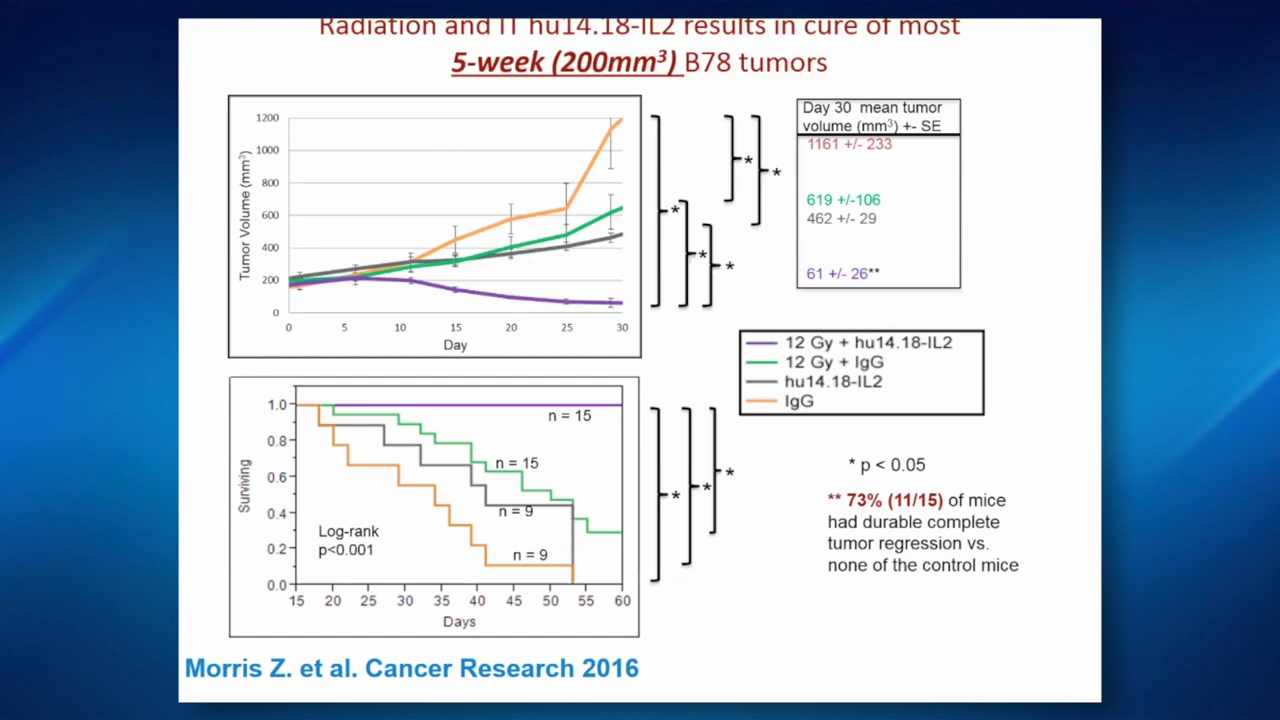 Radiation and IT hu14.18-IL2 results in cure of most
5-week (200mm³) B78 tumors
Tumor Volume (mm³)
1200
1000
800
600
400
200
0
0 5 10 15 20 25 30
Day
*
*
*
*
*
Day 30 mean tumor
volume (mm³) +- SE
1161 +/- 233
619 +/-106
462 +/- 29
61 +/- 26**
12 Gy + hu14.18-IL2
12 Gy + IgG
hu14.18-IL2
IgG
Surviving
1.0
0.8
0.6
0.4
0.2
0.0
n = 15
n = 15
n = 9
n = 9
Log-rank
p<0.001
15 20 25 30 35 40 45 50 55 60
Days
*
*
*
* p < 0.05
** 73% (11/15) of mice
had durable complete
tumor regression vs.
none of the control mice
Morris Z. et al. Cancer Research 2016